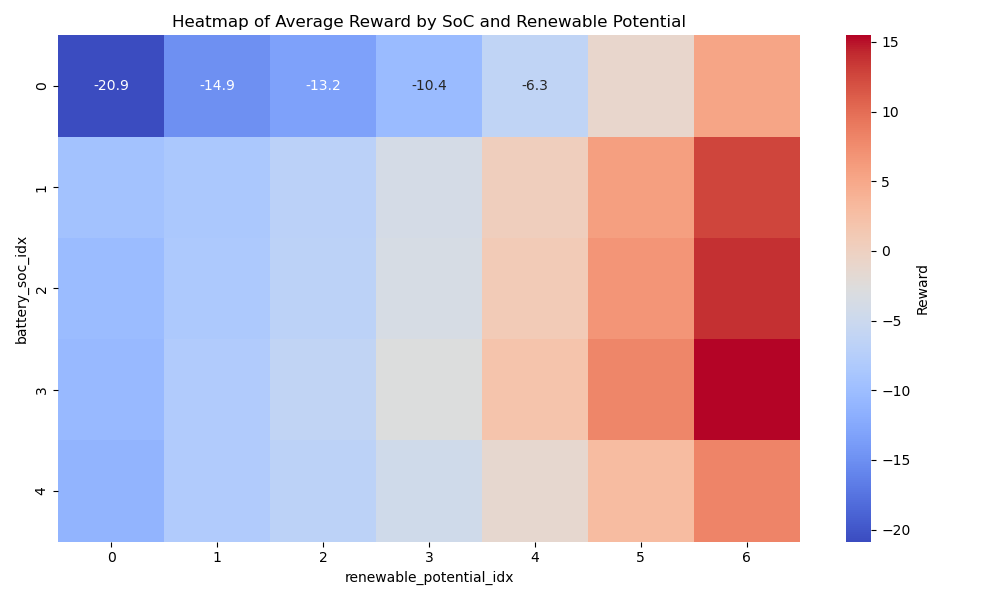 Heatmap of Average Reward by SoC and Renewable Potential
-20.9 -14.9 -13.2 -10.4 -6.3
0
1
2
3
4
battery_soc_idx
0 1 2 3 4 5 6
renewable_potential_idx
15
10
5
0
−5
−10
−15
−20
Reward